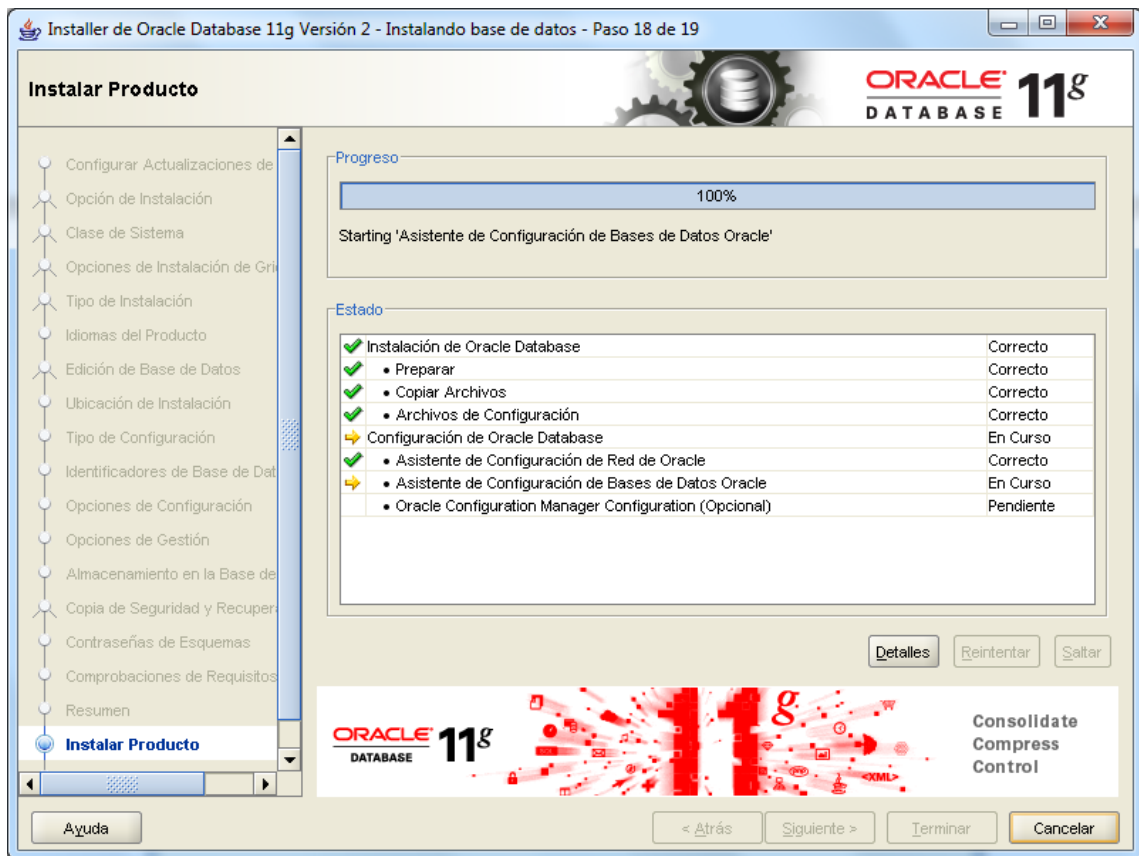 Installer de Oracle Database 11g Versión 2 - Instalando base de datos - Paso 18 de 19
Instalar Producto
ORACLE 11g
DATABASE
Configurar Actualizaciones de
Opción de Instalación
Clase de Sistema
Opciones de Instalación de Gri
Tipo de Instalación
Idiomas del Producto
Edición de Base de Datos
Ubicación de Instalación
Tipo de Configuración
Identificadores de Base de Dat
Opciones de Configuración
Opciones de Gestión
Almacenamiento en la Base de
Copia de Seguridad y Recupera
Contraseñas de Esquemas
Comprobaciones de Requisitos
Resumen
Instalar Producto
Progreso
100%
Starting 'Asistente de Configuración de Bases de Datos Oracle'
Estado
Instalación de Oracle Database Correcto
• Preparar Correcto
• Copiar Archivos Correcto
• Archivos de Configuración Correcto
Configuración de Oracle Database En Curso
• Asistente de Configuración de Red de Oracle Correcto
• Asistente de Configuración de Bases de Datos Oracle En Curso
• Oracle Configuration Manager Configuration (Opcional) Pendiente
Detalles Reintentar Saltar
ORACLE 11g
DATABASE
11g
<XML>
Consolidate
Compress
Control
Ayuda < Atrás Siguiente > Terminar Cancelar